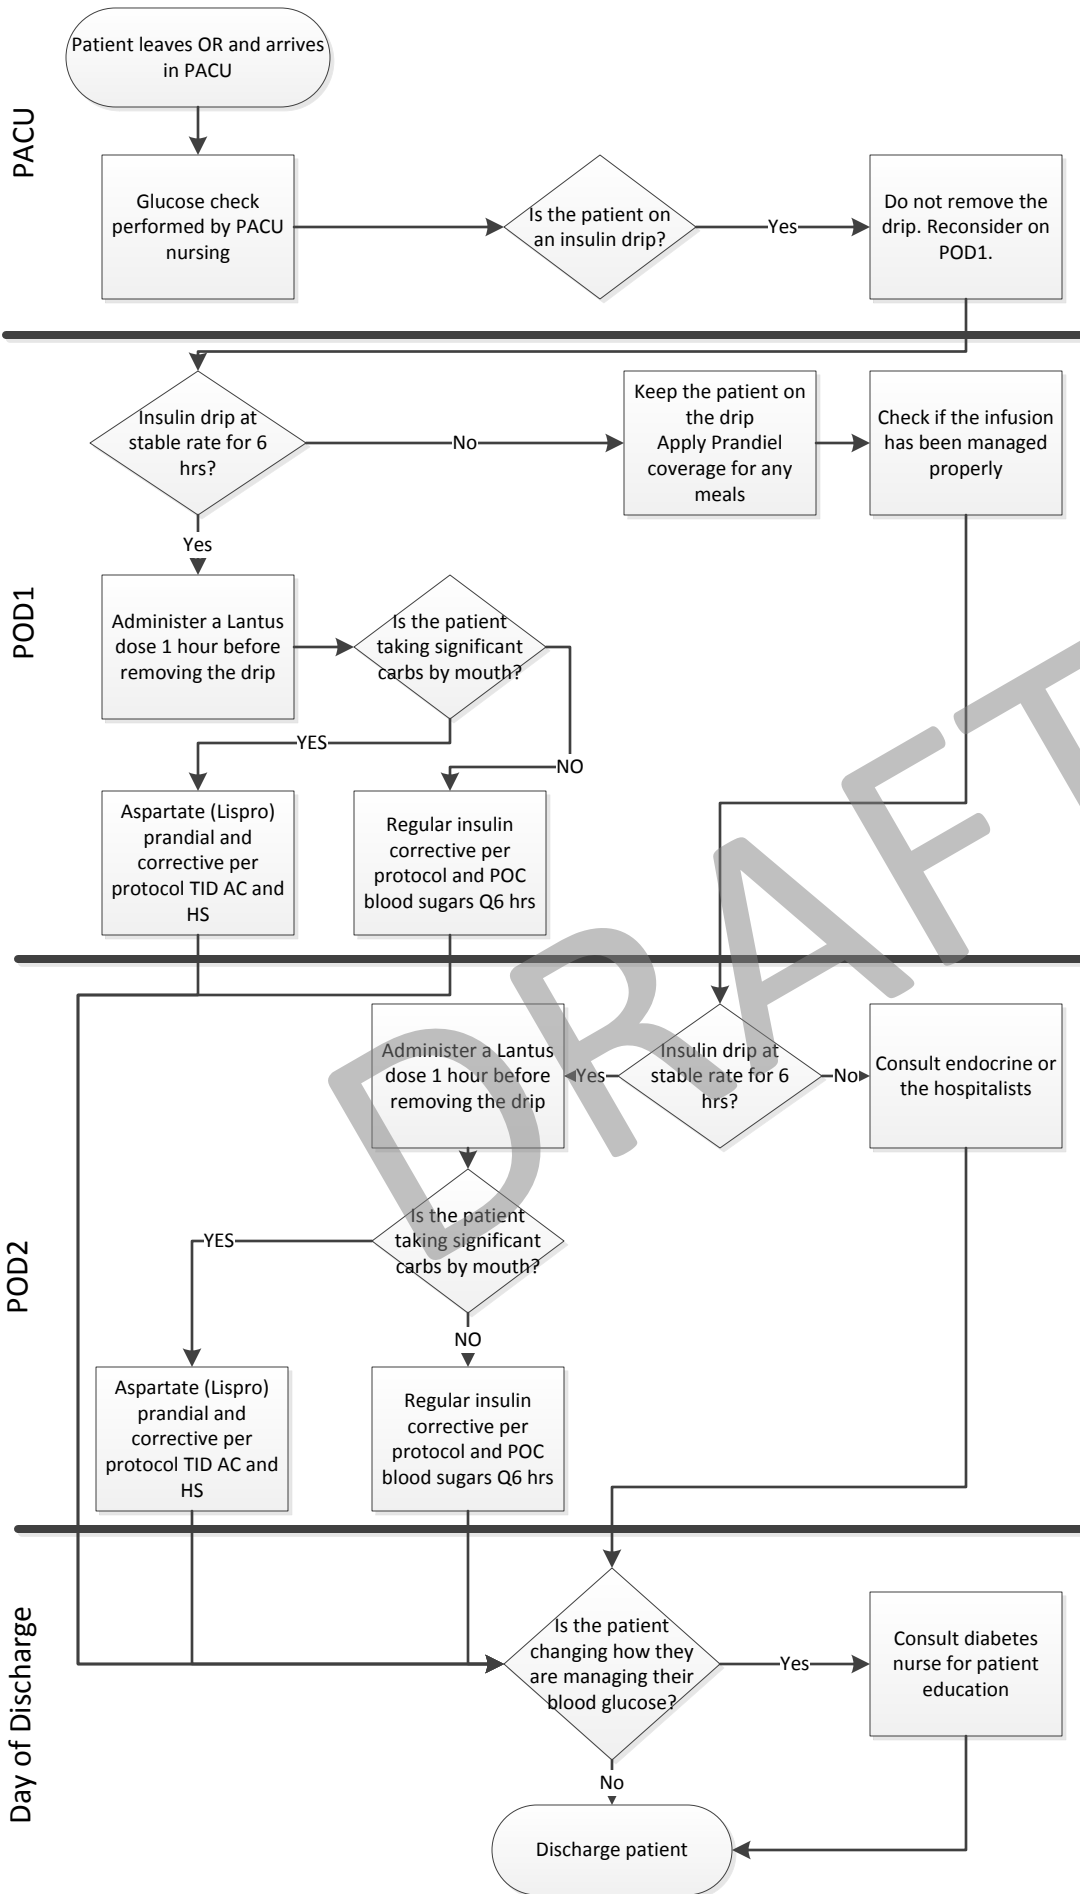 PACU
Patient leaves OR and arrives
in PACU
Glucose check
performed by PACU
nursing
Is the patient on
an insulin drip?
Yes
Do not remove the
drip. Reconsider on
POD1.
POD1
Insulin drip at
stable rate for 6
hrs?
No
Keep the patient on
the drip
Apply Prandiel
coverage for any
meals
Check if the infusion
has been managed
properly
Yes
Administer a Lantus
dose 1 hour before
removing the drip
Is the patient
taking significant
carbs by mouth?
YES
NO
Aspartate (Lispro)
prandial and
corrective per
protocol TID AC and
HS
Regular insulin
corrective per
protocol and POC
blood sugars Q6 hrs
DRAFT
POD2
Administer a Lantus
dose 1 hour before
removing the drip
Yes
Insulin drip at
stable rate for 6
hrs?
No
Consult endocrine or
the hospitalists
Is the patient
taking significant
carbs by mouth?
YES
NO
Aspartate (Lispro)
prandial and
corrective per
protocol TID AC and
HS
Regular insulin
corrective per
protocol and POC
blood sugars Q6 hrs
Day of Discharge
Is the patient
changing how they
are managing their
blood glucose?
Yes
Consult diabetes
nurse for patient
education
No
Discharge patient